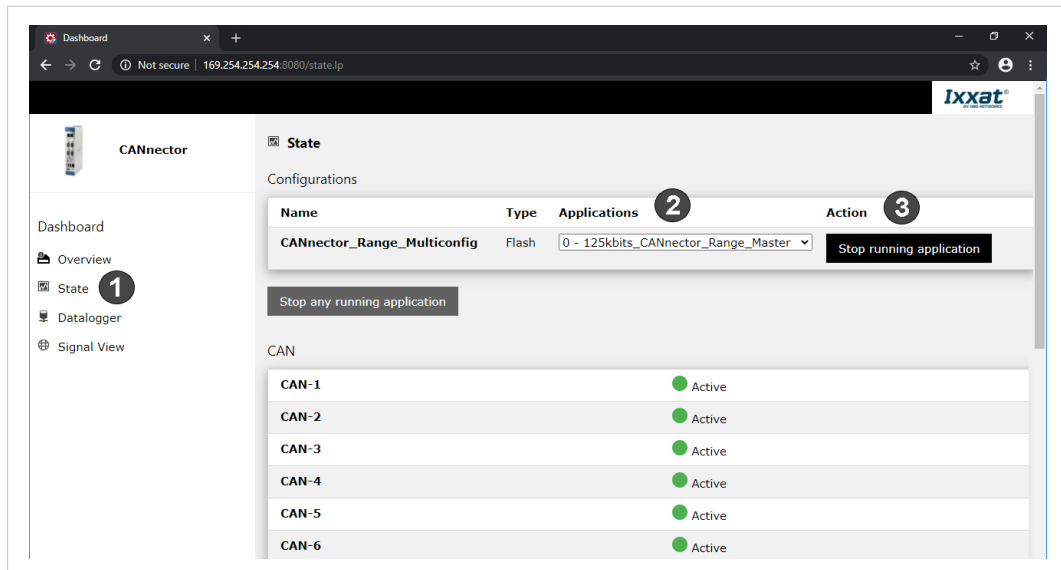 Dashboard
Not secure | 169.254.254.254:8080/state.lp
Ixxat®
BY HMS NETWORKS
CANnector
State
Configurations
Name Type Applications 2 Action 3
CANnector_Range_Multiconfig Flash 0 - 125kbits_CANnector_Range_Master Stop running application
Dashboard
Overview
State 1
Datalogger
Signal View
Stop any running application
CAN
CAN-1 Active
CAN-2 Active
CAN-3 Active
CAN-4 Active
CAN-5 Active
CAN-6 Active